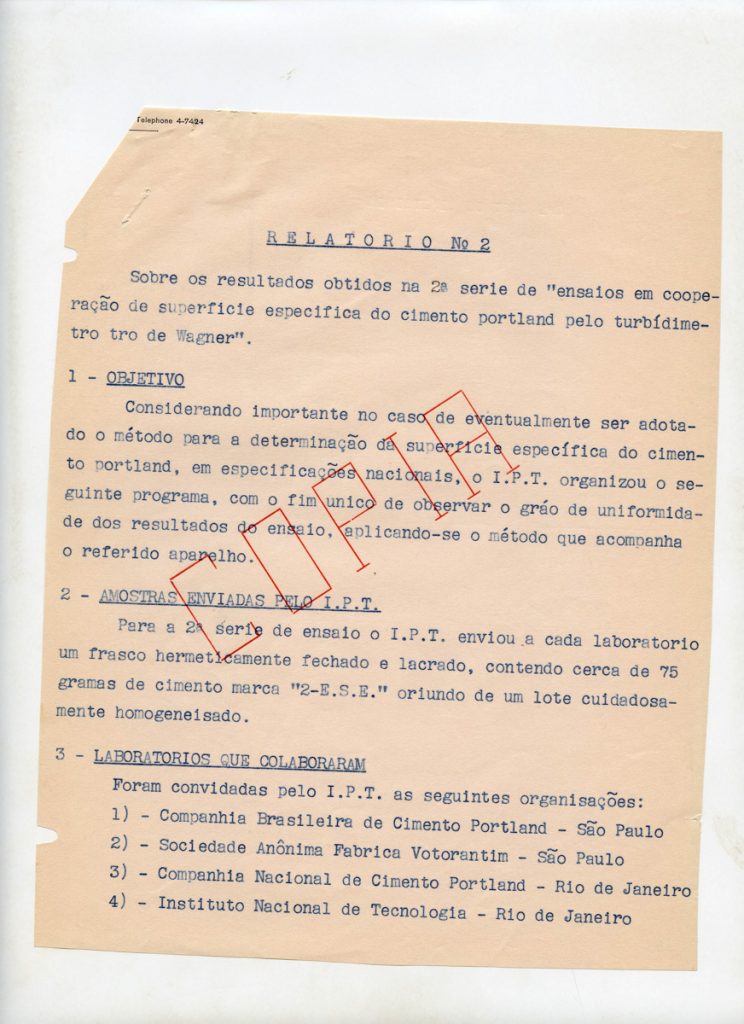 Telephone 4-7424
RELATORIO Nº 2
Sobre os resultados obtidos na 2ª serie de "ensaios em coope-
ração de superficie especifica do cimento portland pelo turbídime-
tro tro de Wagner".
1 - OBJETIVO
Considerando importante no caso de eventualmente ser adota-
do o método para a determinação da superfície específica do cimen-
to portland, em especificações nacionais, o I.P.T. organizou o se-
guinte programa, com o fim unico de observar o gráo de uniformida-
de dos resultados do ensaio, aplicando-se o método que acompanha
o referido aparelho.
COPIA
2 - AMOSTRAS ENVIADAS PELO I.P.T.
Para a 2ª serie de ensaio o I.P.T. enviou a cada laboratorio
um frasco hermeticamente fechado e lacrado, contendo cerca de 75
gramas de cimento marca "2-E.S.E." oriundo de um lote cuidadosa-
mente homogeneisado.
3 - LABORATORIOS QUE COLABORARAM
Foram convidadas pelo I.P.T. as seguintes organisações:
1) - Companhia Brasileira de Cimento Portland - São Paulo
2) - Sociedade Anônima Fabrica Votorantim - São Paulo
3) - Companhia Nacional de Cimento Portland - Rio de Janeiro
4) - Instituto Nacional de Tecnologia - Rio de Janeiro